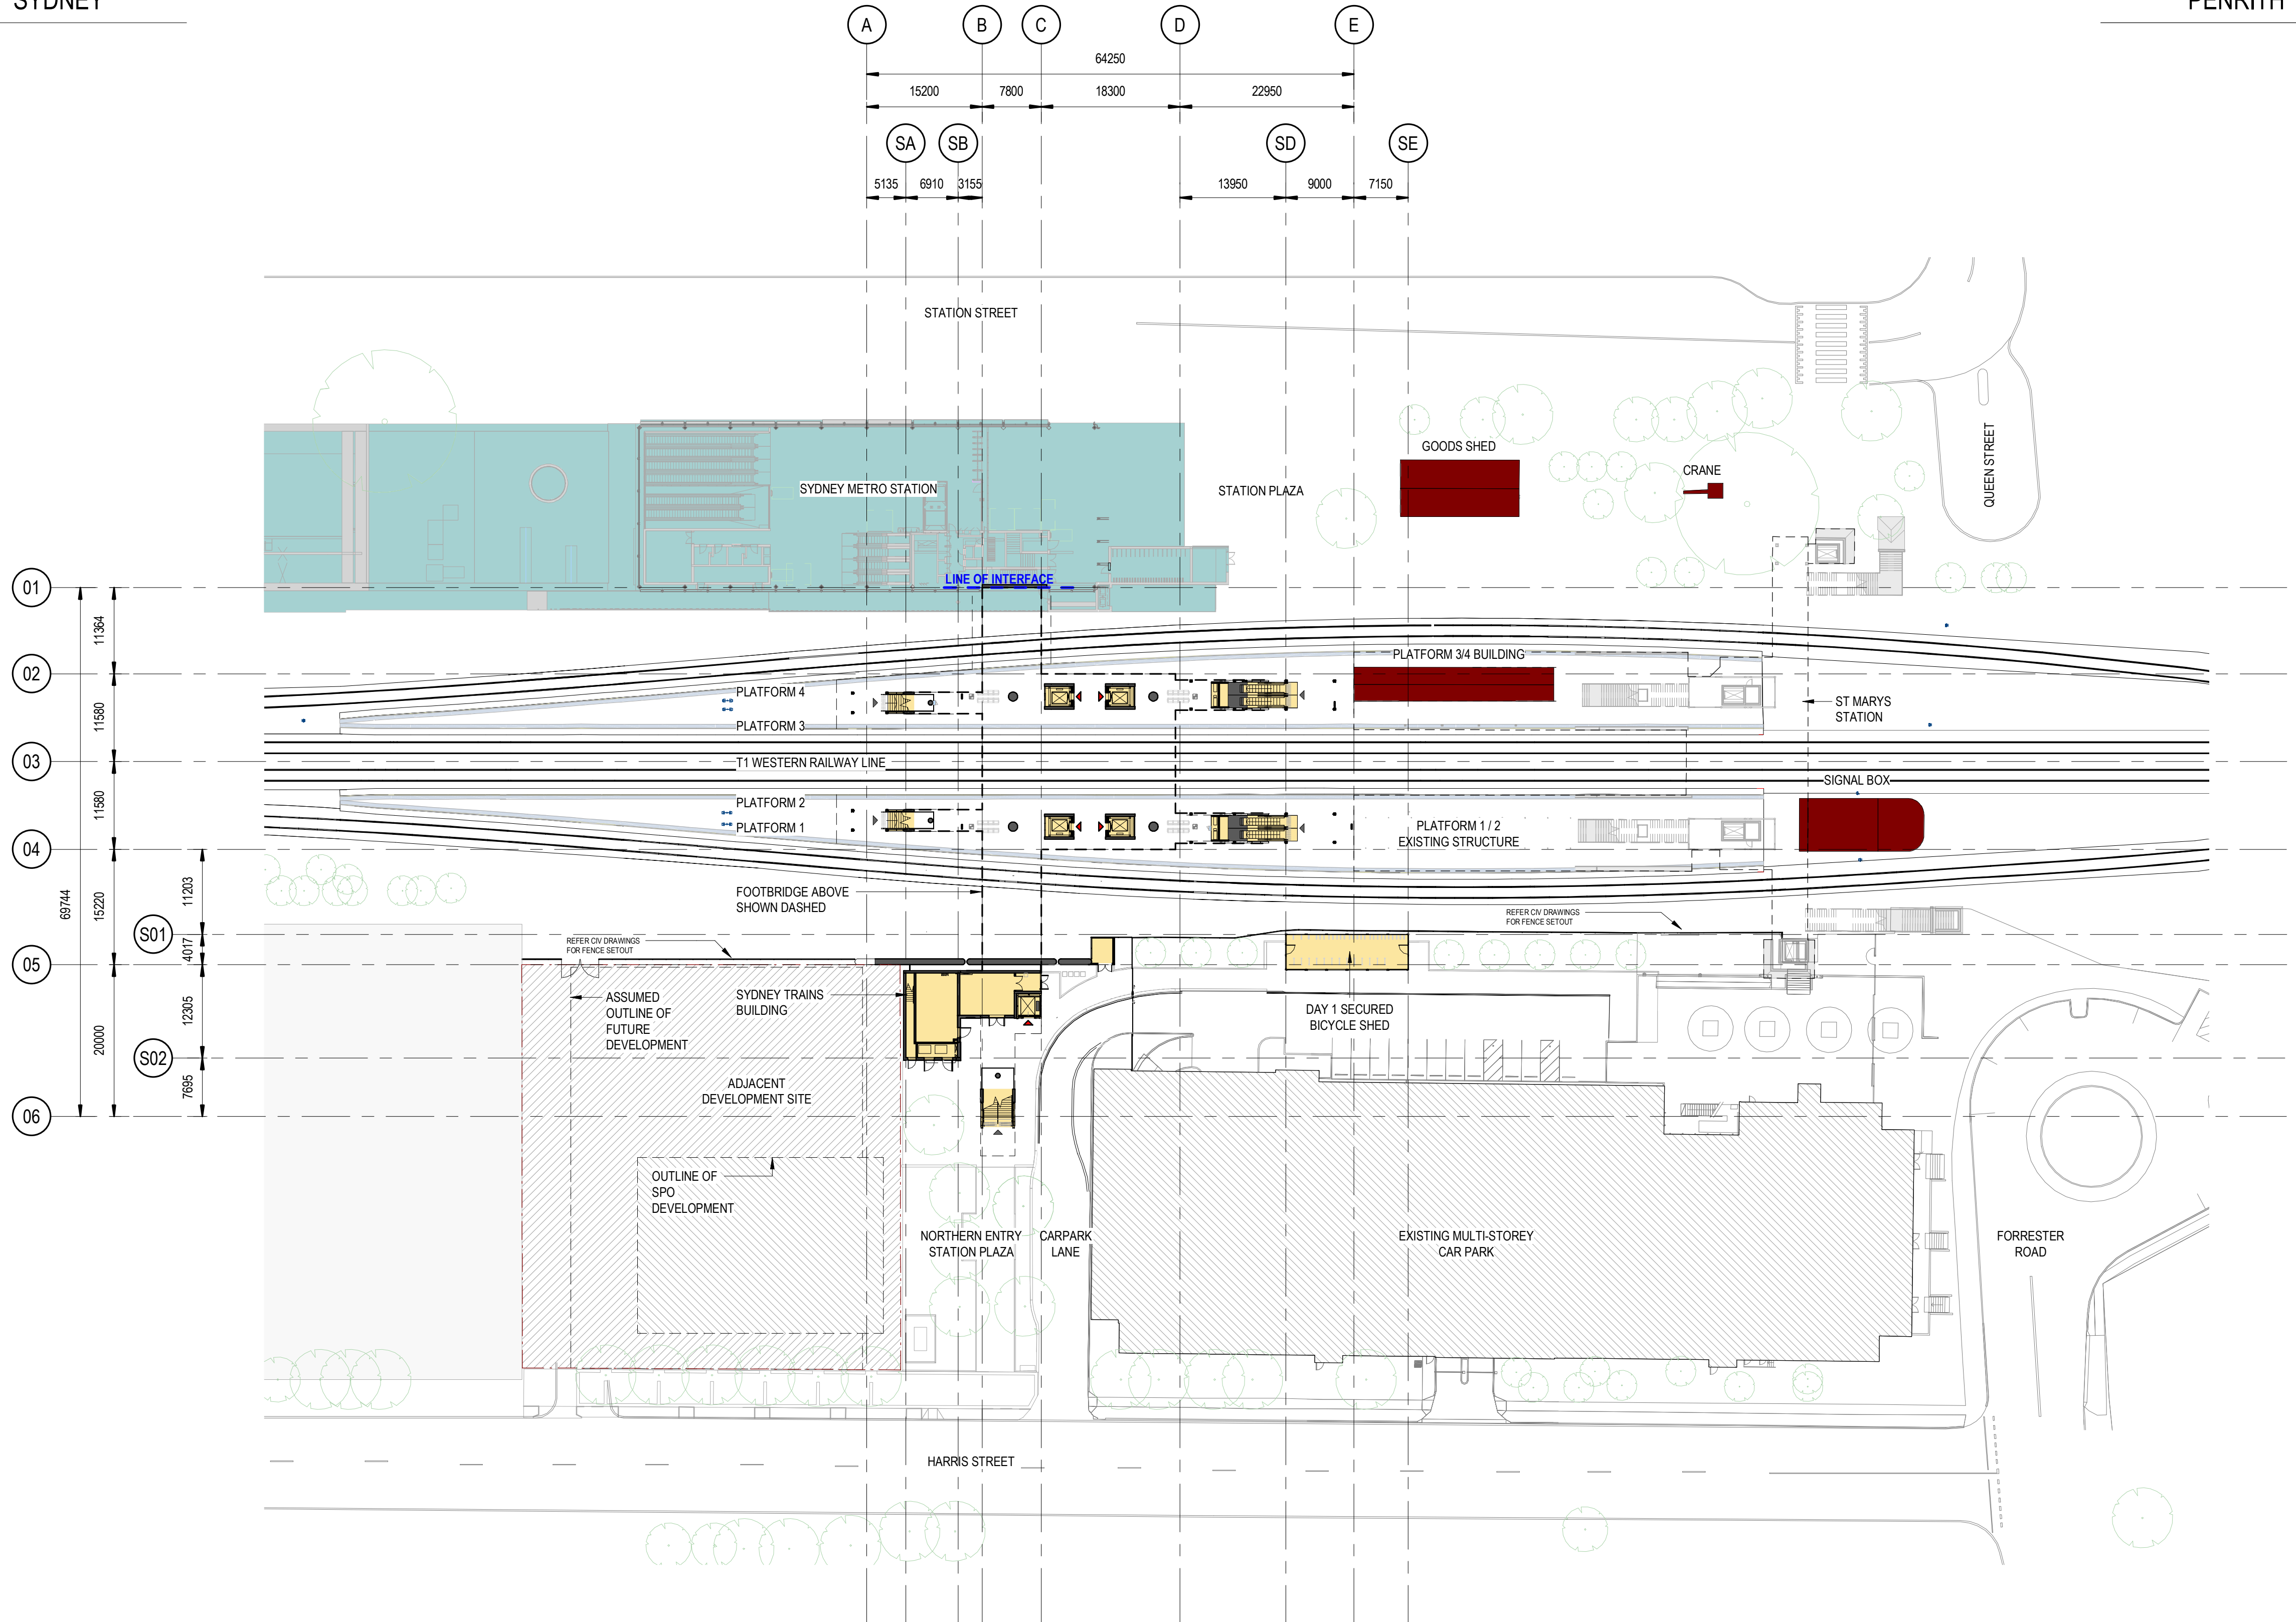 SYDNEY
PENRITH
A
B
C
D
E
64250
15200
7800
18300
22950
SA
SB
SD
SE
5135
6910
3155
13950
9000
7150
STATION STREET
GOODS SHED
CRANE
QUEEN STREET
SYDNEY METRO STATION
STATION PLAZA
LINE OF INTERFACE
01
11364
02
PLATFORM 3/4 BUILDING
PLATFORM 4
ST MARYS
STATION
11580
PLATFORM 3
03
T1 WESTERN RAILWAY LINE
SIGNAL BOX
11580
PLATFORM 2
PLATFORM 1
PLATFORM 1 / 2
EXISTING STRUCTURE
04
69744
15220
11203
FOOTBRIDGE ABOVE
SHOWN DASHED
REFER CIV DRAWINGS
FOR FENCE SETOUT
S01
4017
REFER CIV DRAWINGS
FOR FENCE SETOUT
05
20000
12305
ASSUMED
OUTLINE OF
FUTURE
DEVELOPMENT
SYDNEY TRAINS
BUILDING
DAY 1 SECURED
BICYCLE SHED
S02
7695
ADJACENT
DEVELOPMENT SITE
06
OUTLINE OF
SPO
DEVELOPMENT
NORTHERN ENTRY
STATION PLAZA
CARPARK
LANE
EXISTING MULTI-STOREY
CAR PARK
FORRESTER
ROAD
HARRIS STREET